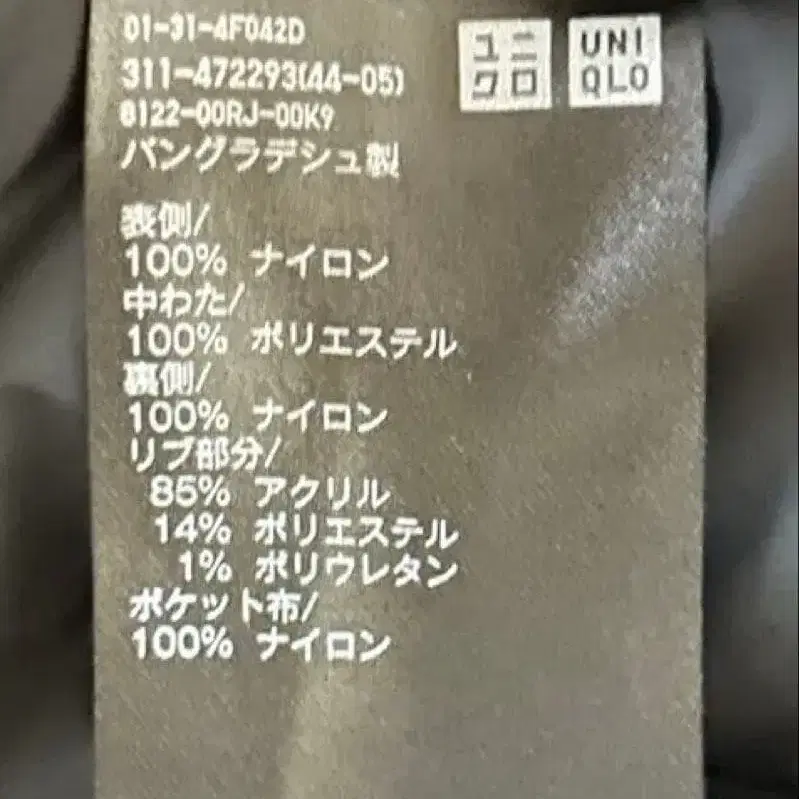 01-31-4F042D
311-472293(44-05)
8122-00RJ-00K9
バングラデシュ製
ユニクロ
UNIQLO
表側/
100% ナイロン
中わた/
100% ポリエステル
裏側/
100% ナイロン
リブ部分/
85% アクリル
14% ポリエステル
1% ポリウレタン
ポケット布/
100% ナイロン